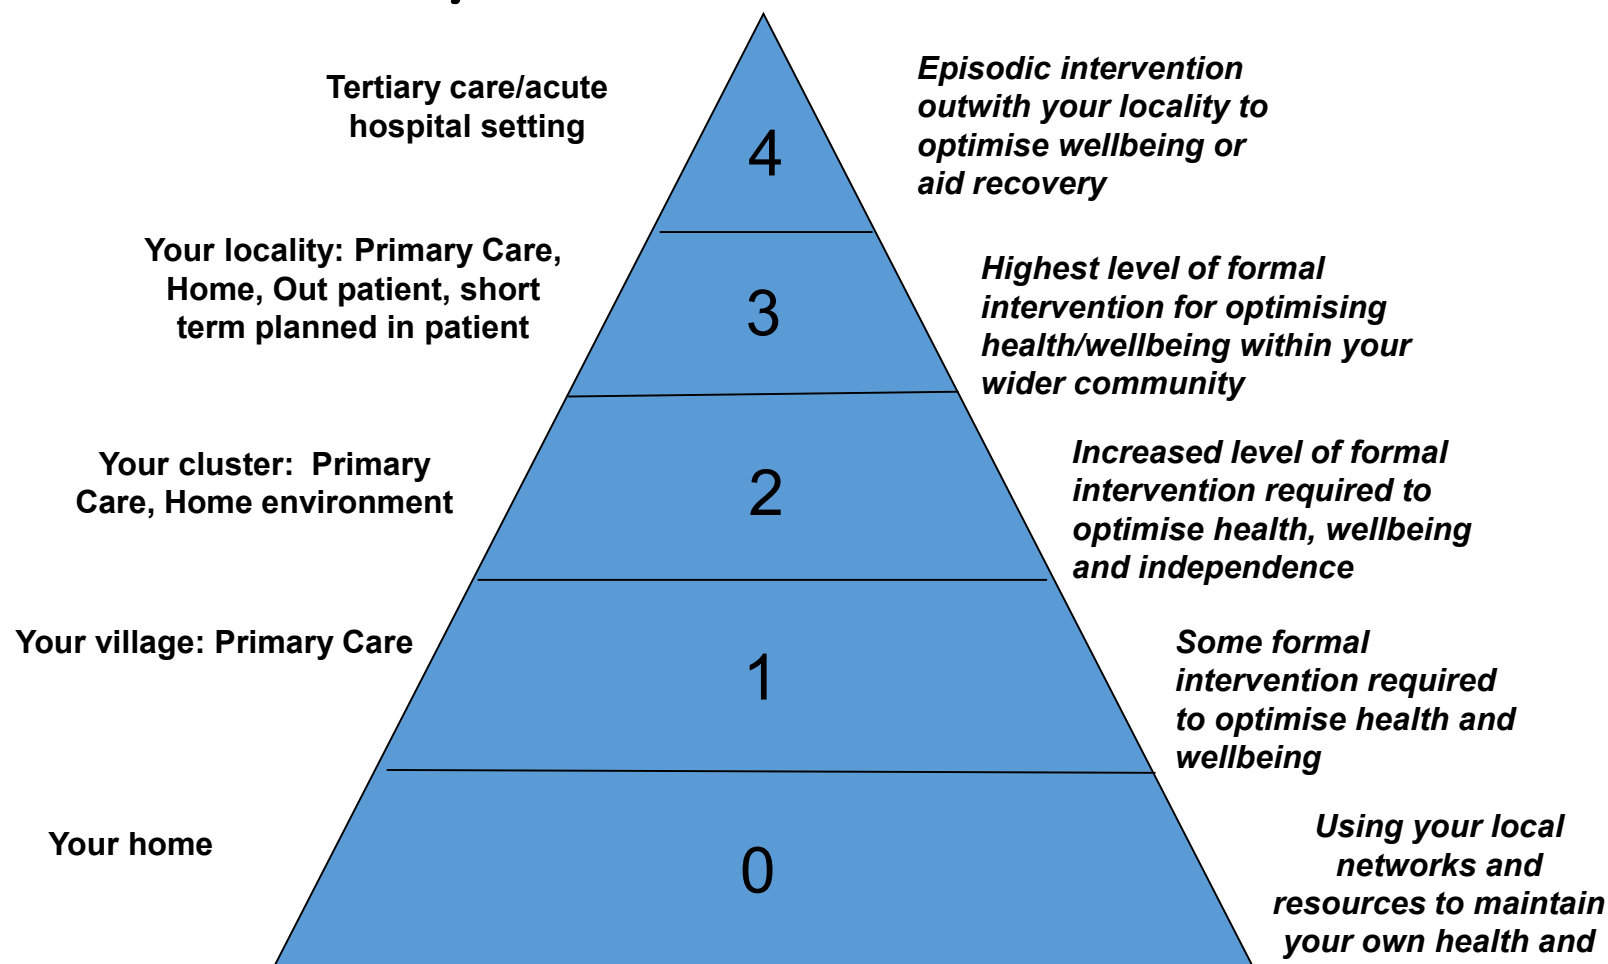 Tertiary care/acute
hospital setting
4
Episodic intervention
outwith your locality to
optimise wellbeing or
aid recovery
Your locality: Primary Care,
Home, Out patient, short
term planned in patient
3
Highest level of formal
intervention for optimising
health/wellbeing within your
wider community
Your cluster:  Primary
Care, Home environment
2
Increased level of formal
intervention required to
optimise health, wellbeing
and independence
Your village: Primary Care
1
Some formal
intervention required
to optimise health and
wellbeing
Your home
0
Using your local
networks and
resources to maintain
your own health and